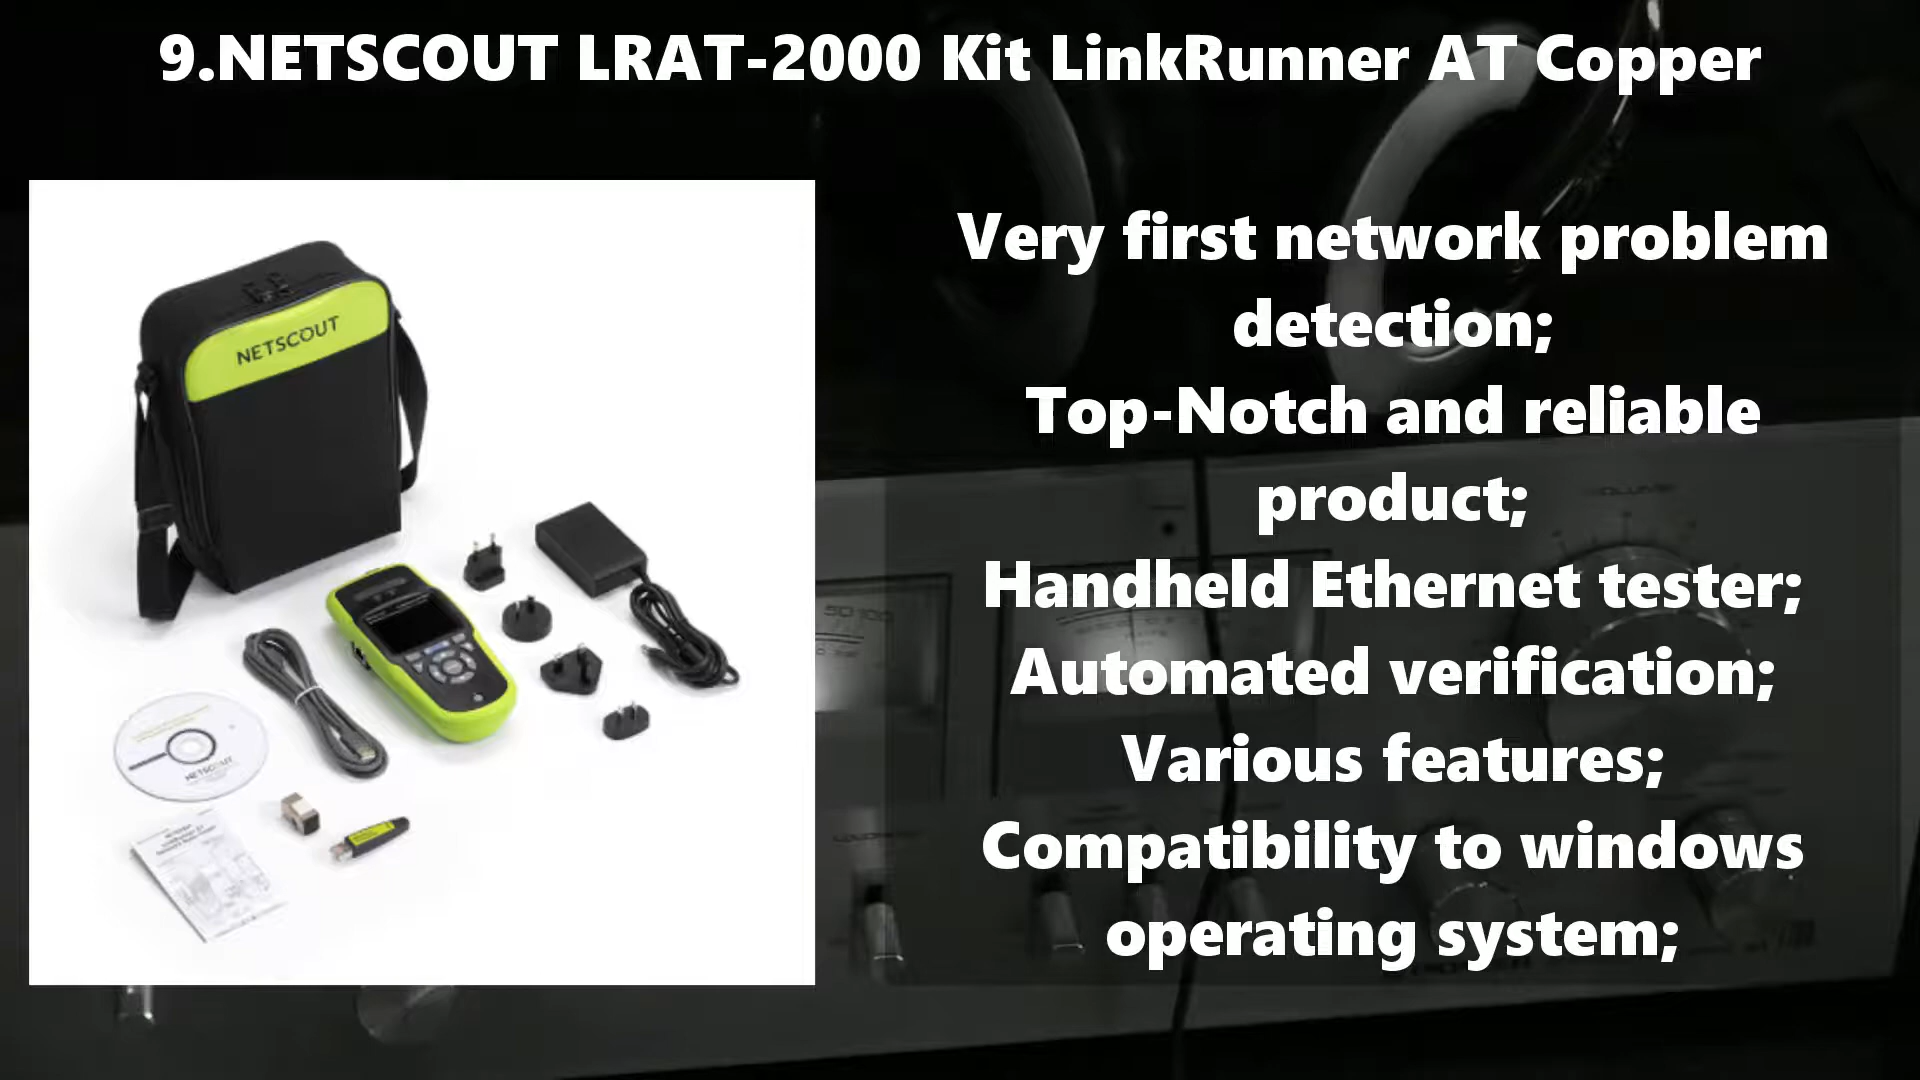 9.NETSCOUT LRAT-2000 Kit LinkRunner AT Copper
Very first network problem
detection;
Top-Notch and reliable
product;
Handheld Ethernet tester;
Automated verification;
Various features;
Compatibility to windows
operating system;
NETSCOUT
NETSCOUT